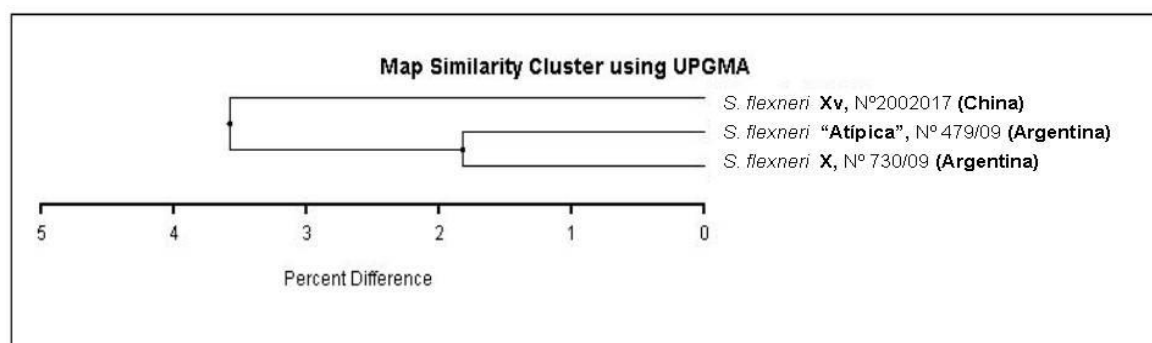 Map Similarity Cluster using UPGMA
S. flexneri Xv, Nº2002017 (China)
S. flexneri “Atípica”, Nº 479/09 (Argentina)
S. flexneri X, Nº 730/09 (Argentina)
5 4 3 2 1 0
Percent Difference